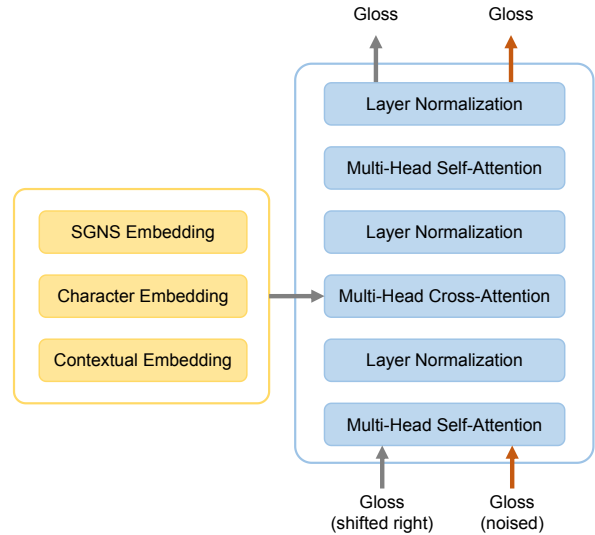 Gloss
Gloss
Layer Normalization
Multi-Head Self-Attention
SGNS Embedding
Layer Normalization
Character Embedding
Multi-Head Cross-Attention
Contextual Embedding
Layer Normalization
Multi-Head Self-Attention
Gloss
(shifted right)
Gloss
(noised)